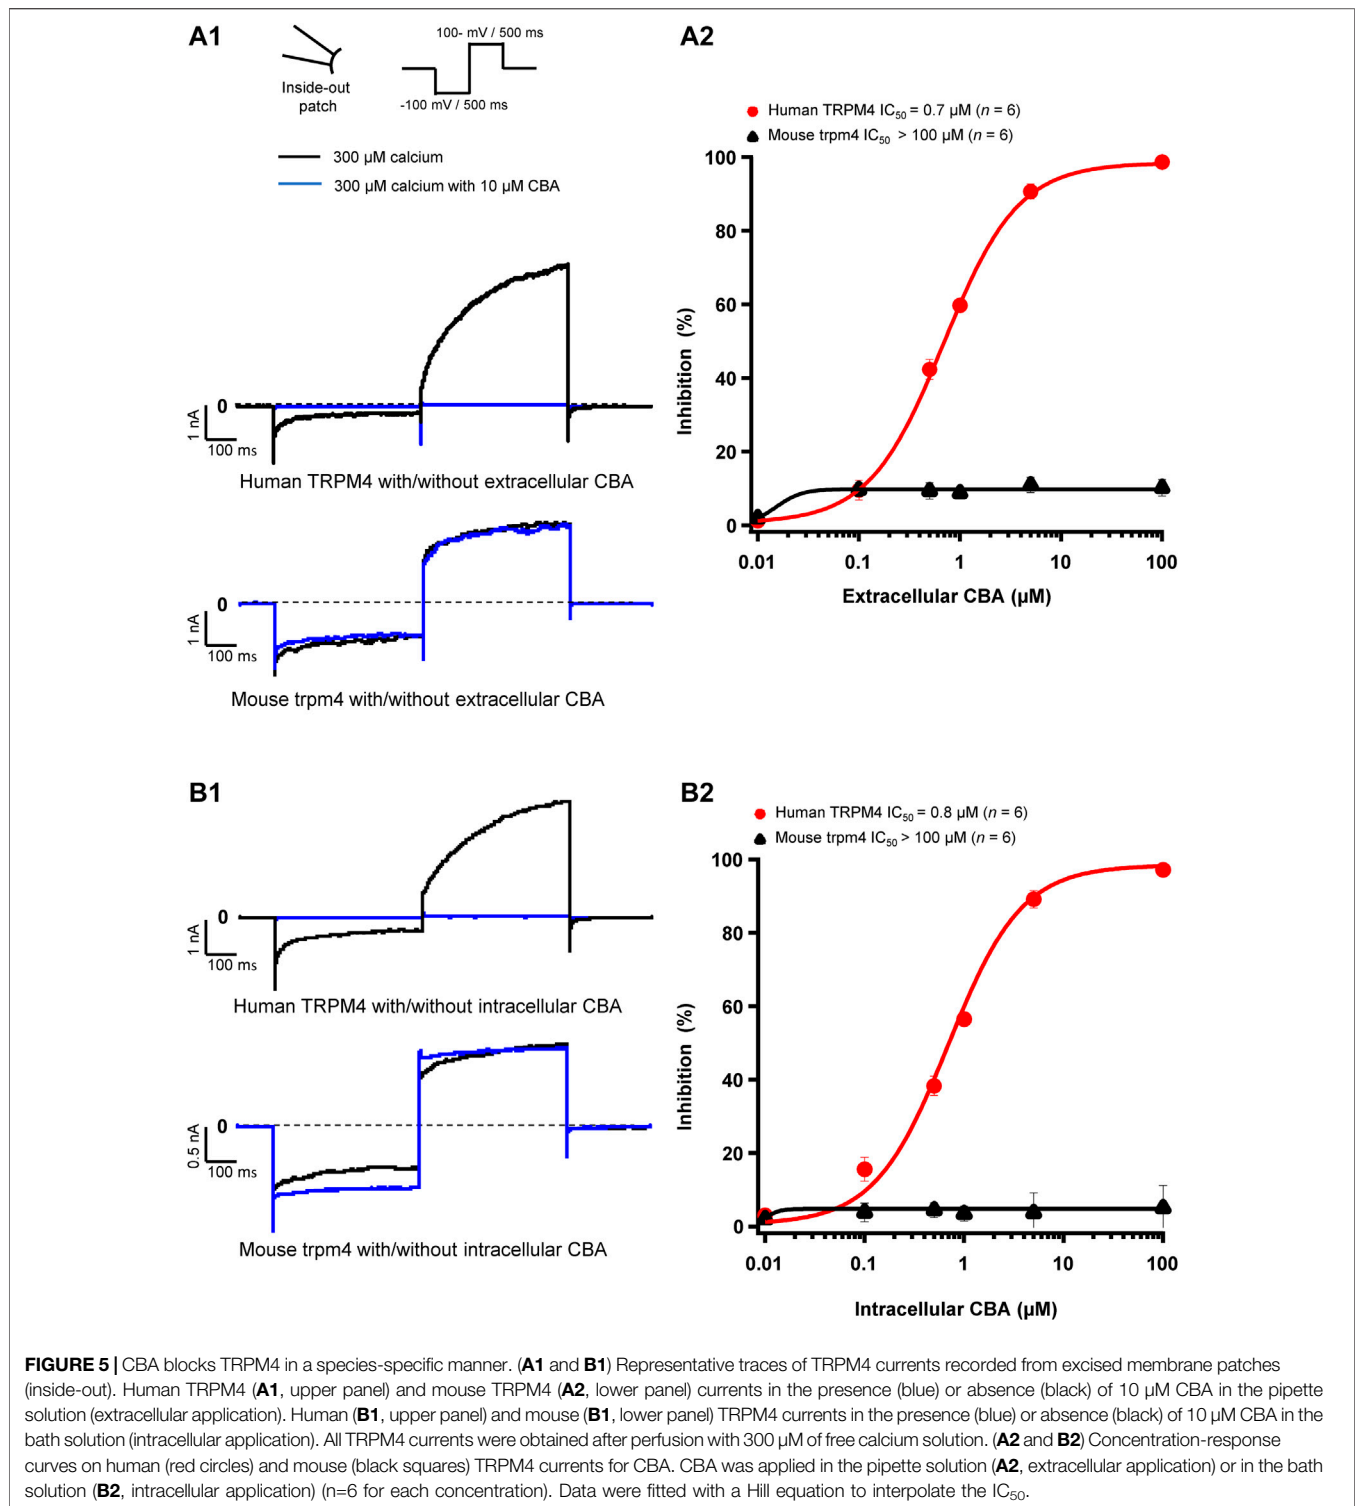 A1
100- mV / 500 ms
Inside-out
patch
-100 mV / 500 ms
300 µM calcium
300 µM calcium with 10 µM CBA
0
1 nA
100 ms
Human TRPM4 with/without extracellular CBA
0
1 nA
100 ms
Mouse trpm4 with/without extracellular CBA
A2
Human TRPM4 IC50 = 0.7 µM (n = 6)
Mouse trpm4 IC50 > 100 µM (n = 6)
100
80
60
40
20
0
Inhibition (%)
0.01 0.1 1 10 100
Extracellular CBA (µM)
B1
0
1 nA
100 ms
Human TRPM4 with/without intracellular CBA
0
0.5 nA
100 ms
Mouse trpm4 with/without intracellular CBA
B2
Human TRPM4 IC50 = 0.8 µM (n = 6)
Mouse trpm4 IC50 > 100 µM (n = 6)
100
80
60
40
20
0
Inhibition (%)
0.01 0.1 1 10 100
Intracellular CBA (µM)
FIGURE 5 | CBA blocks TRPM4 in a species-specific manner. (A1 and B1) Representative traces of TRPM4 currents recorded from excised membrane patches
(inside-out). Human TRPM4 (A1, upper panel) and mouse TRPM4 (A2, lower panel) currents in the presence (blue) or absence (black) of 10 µM CBA in the pipette
solution (extracellular application). Human (B1, upper panel) and mouse (B1, lower panel) TRPM4 currents in the presence (blue) or absence (black) of 10 µM CBA in the
bath solution (intracellular application). All TRPM4 currents were obtained after perfusion with 300 µM of free calcium solution. (A2 and B2) Concentration-response
curves on human (red circles) and mouse (black squares) TRPM4 currents for CBA. CBA was applied in the pipette solution (A2, extracellular application) or in the bath
solution (B2, intracellular application) (n=6 for each concentration). Data were fitted with a Hill equation to interpolate the IC50.